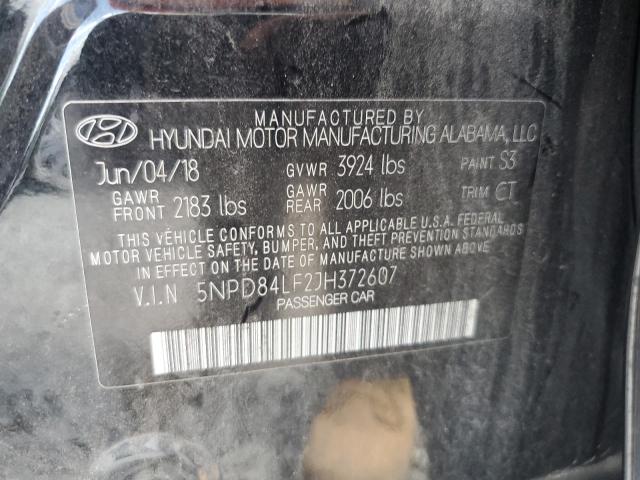 MANUFACTURED BY
HYUNDAI MOTOR MANUFACTURING ALABAMA, LLC
Jun/04/18 GVWR 3924 lbs PAINT S3
GAWR FRONT 2183 lbs GAWR REAR 2006 lbs TRIM CT
THIS VEHICLE CONFORMS TO ALL APPLICABLE U.S.A. FEDERAL
MOTOR VEHICLE SAFETY, BUMPER, AND THEFT PREVENTION STANDARDS
IN EFFECT ON THE DATE OF MANUFACTURE SHOWN ABOVE.
V.I.N 5NPD84LF2JH372607
PASSENGER CAR